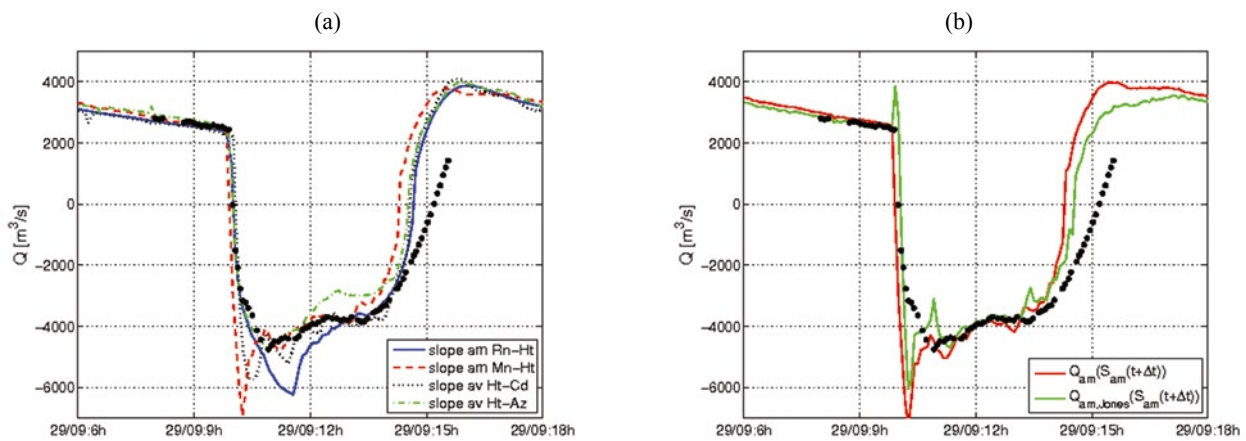 (a)
(b)
4000
2000
0
−2000
−4000
−6000
Q [m³/s]
slope am Rn−Ht
slope am Mn−Ht
slope av Ht−Cd
slope av Ht−Az
29/09:6h
29/09:9h
29/09:12h
29/09:15h
29/09:18h
4000
2000
0
−2000
−4000
−6000
Q [m³/s]
Q_am(S_am(t+Δt))
Q_am,Jones(S_am(t+Δt))
29/09:6h
29/09:9h
29/09:12h
29/09:15h
29/09:18h